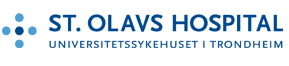 ST. OLAVS HOSPITAL
UNIVERSITETSSYKEHUSET I TRONDHEIM